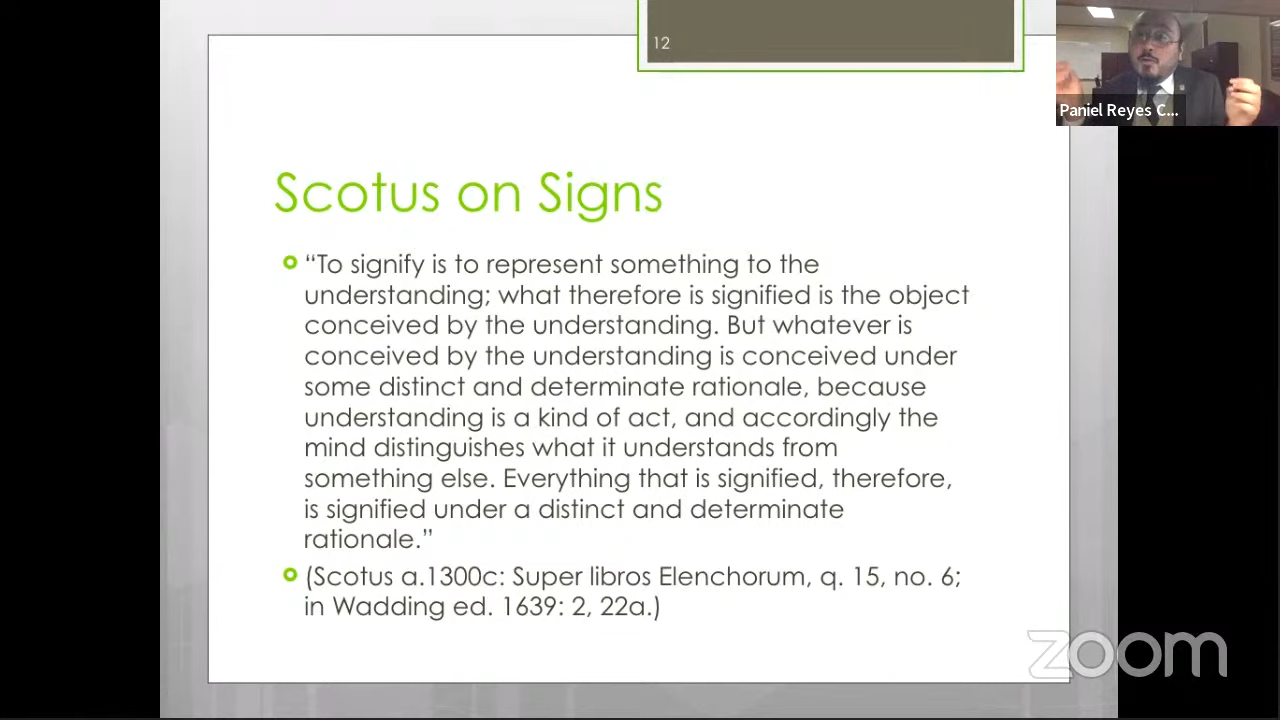 12
Paniel Reyes C...
Scotus on Signs
“To signify is to represent something to the
understanding; what therefore is signified is the object
conceived by the understanding. But whatever is
conceived by the understanding is conceived under
some distinct and determinate rationale, because
understanding is a kind of act, and accordingly the
mind distinguishes what it understands from
something else. Everything that is signified, therefore,
is signified under a distinct and determinate
rationale.”
(Scotus a.1300c: Super libros Elenchorum, q. 15, no. 6;
in Wadding ed. 1639: 2, 22a.)
zoom